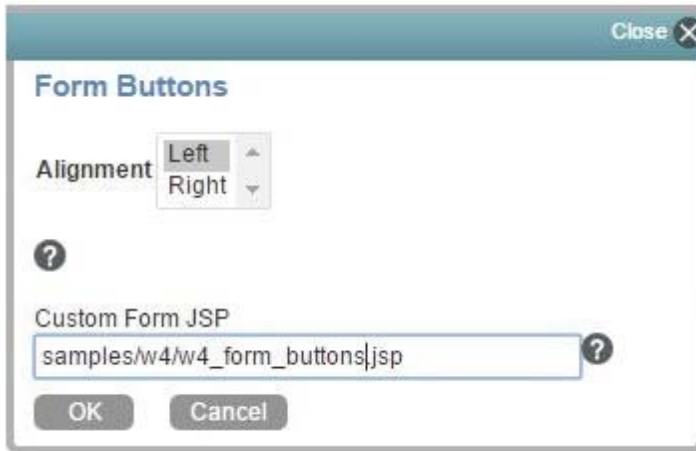 Close
Form Buttons
Alignment
Left
Right
?
Custom Form JSP
samples/w4/w4_form_buttons.jsp
?
OK Cancel